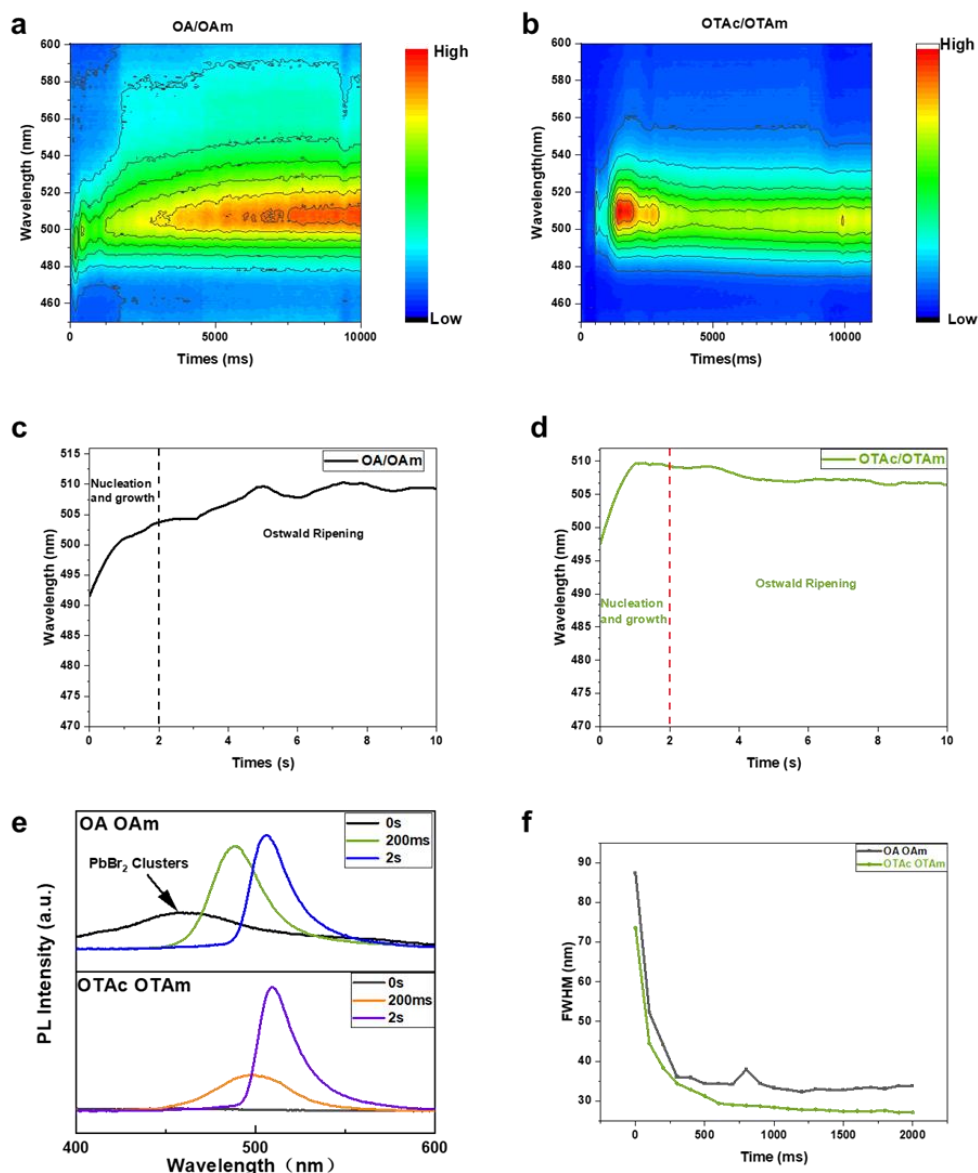 a
OA/OAm
600
580
560
540
520
500
480
460
Wavelength (nm)
0
5000
10000
Times (ms)
High
Low
b
OTAc/OTAm
600
580
560
540
520
500
480
460
Wavelength(nm)
0
5000
10000
Times(ms)
High
Low
c
515
510
505
500
495
490
485
480
475
470
Wavelength (nm)
OA/OAm
Nucleation
and growth
Ostwald Ripening
0
2
4
6
8
10
Times (s)
d
510
505
500
495
490
485
480
475
470
Wavelength (nm)
OTAc/OTAm
Ostwald Ripening
Nucleation
and growth
0
2
4
6
8
10
Time (s)
e
OA OAm
PbBr₂ Clusters
0s
200ms
2s
OTAc OTAm
0s
200ms
2s
PL Intensity (a.u.)
400
500
600
Wavelength（nm）
f
OA OAm
OTAc OTAm
90
80
70
60
50
40
30
FWHM (nm)
0
500
1000
1500
2000
Time (ms)